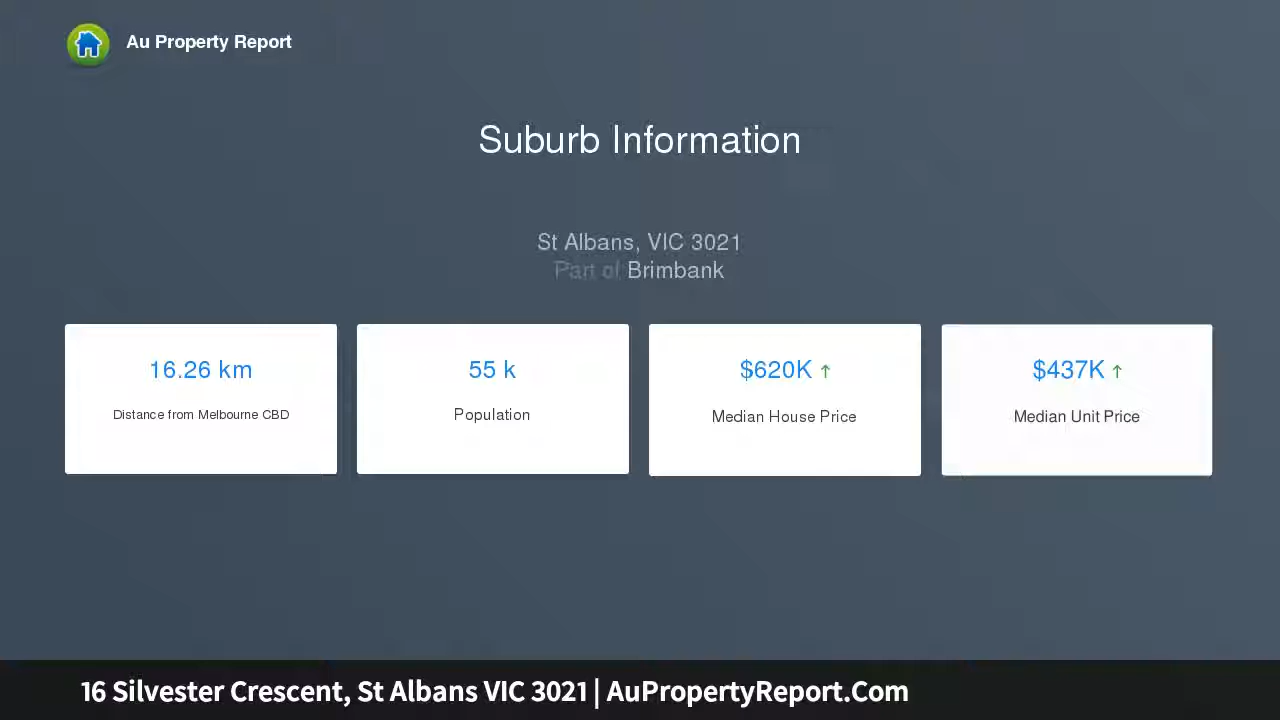 Au Property Report
Suburb Information
St Albans, VIC 3021
Part of Brimbank
16.26 km
Distance from Melbourne CBD
55 k
Population
$620K ↑
Median House Price
$437K ↑
Median Unit Price
16 Silvester Crescent, St Albans VIC 3021 | AuPropertyReport.Com